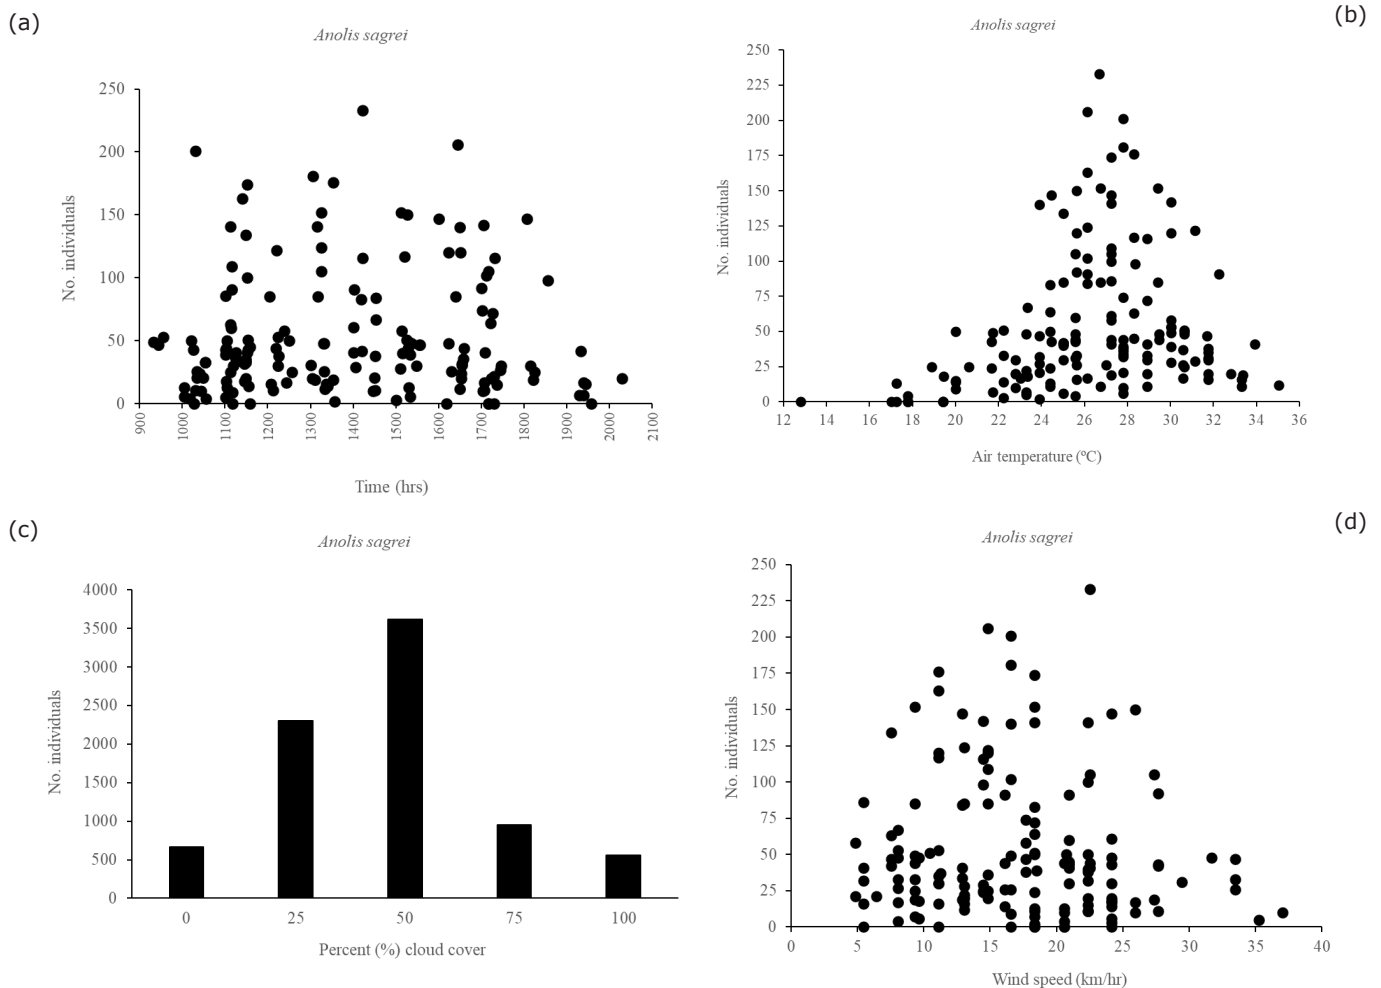 (a)
Anolis sagrei
250
200
150
100
50
0
No. individuals
900 1000 1100 1200 1300 1400 1500 1600 1700 1800 1900 2000 2100
Time (hrs)
(b)
Anolis sagrei
250
225
200
175
150
125
100
75
50
25
0
No. individuals
12 14 16 18 20 22 24 26 28 30 32 34 36
Air temperature (ºC)
(c)
Anolis sagrei
4000
3500
3000
2500
2000
1500
1000
500
0
No. individuals
0 25 50 75 100
Percent (%) cloud cover
(d)
Anolis sagrei
250
225
200
175
150
125
100
75
50
25
0
No. individuals
0 5 10 15 20 25 30 35 40
Wind speed (km/hr)